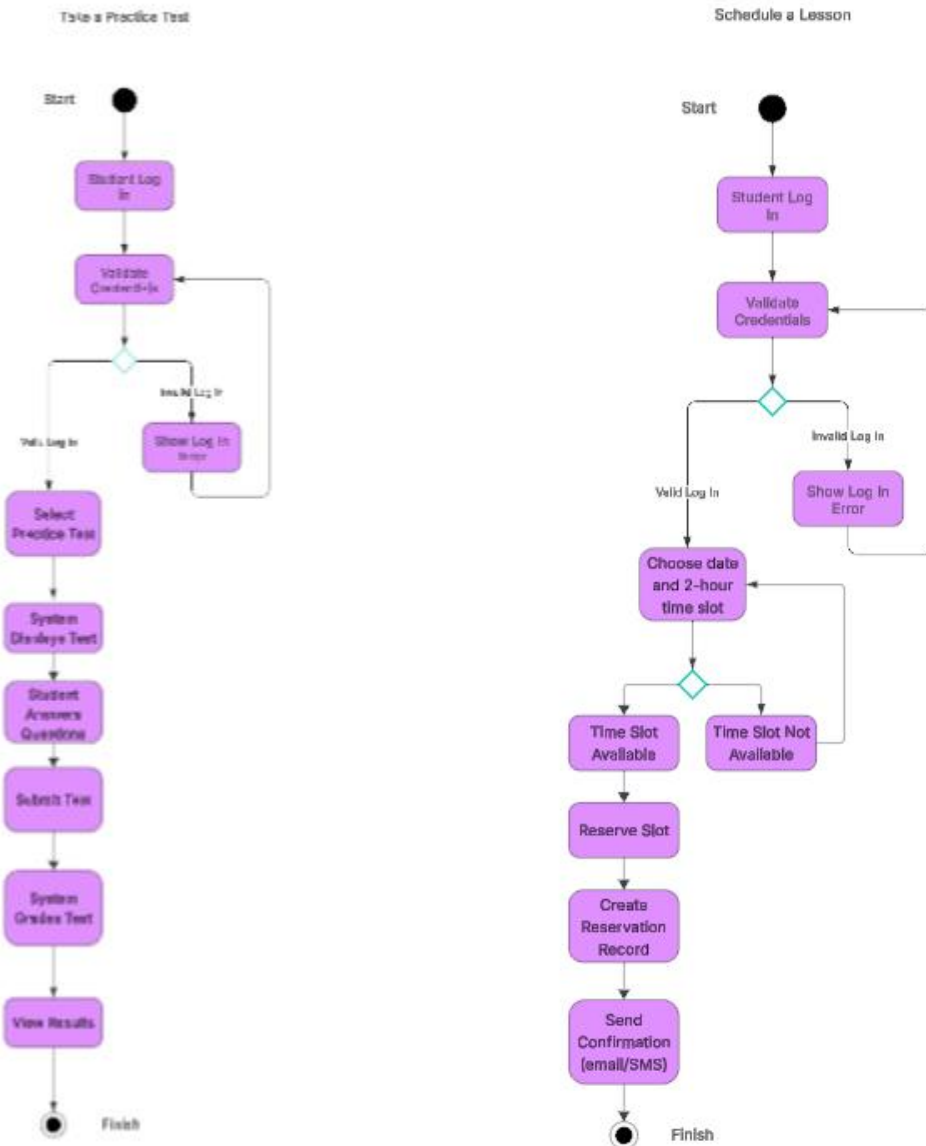 Take a Practice Test
Start
Student Log
In
Validate
Credentials
Invalid Log In
Valid Log In
Show Log In
Error
Select
Practice Test
System
Displays Test
Student
Answers
Questions
Submit Test
System
Grades Test
View Results
Finish
Schedule a Lesson
Start
Student Log
In
Validate
Credentials
Invalid Log In
Valid Log In
Show Log In
Error
Choose date
and 2-hour
time slot
Time Slot
Available
Time Slot Not
Available
Reserve Slot
Create
Reservation
Record
Send
Confirmation
(email/SMS)
Finish